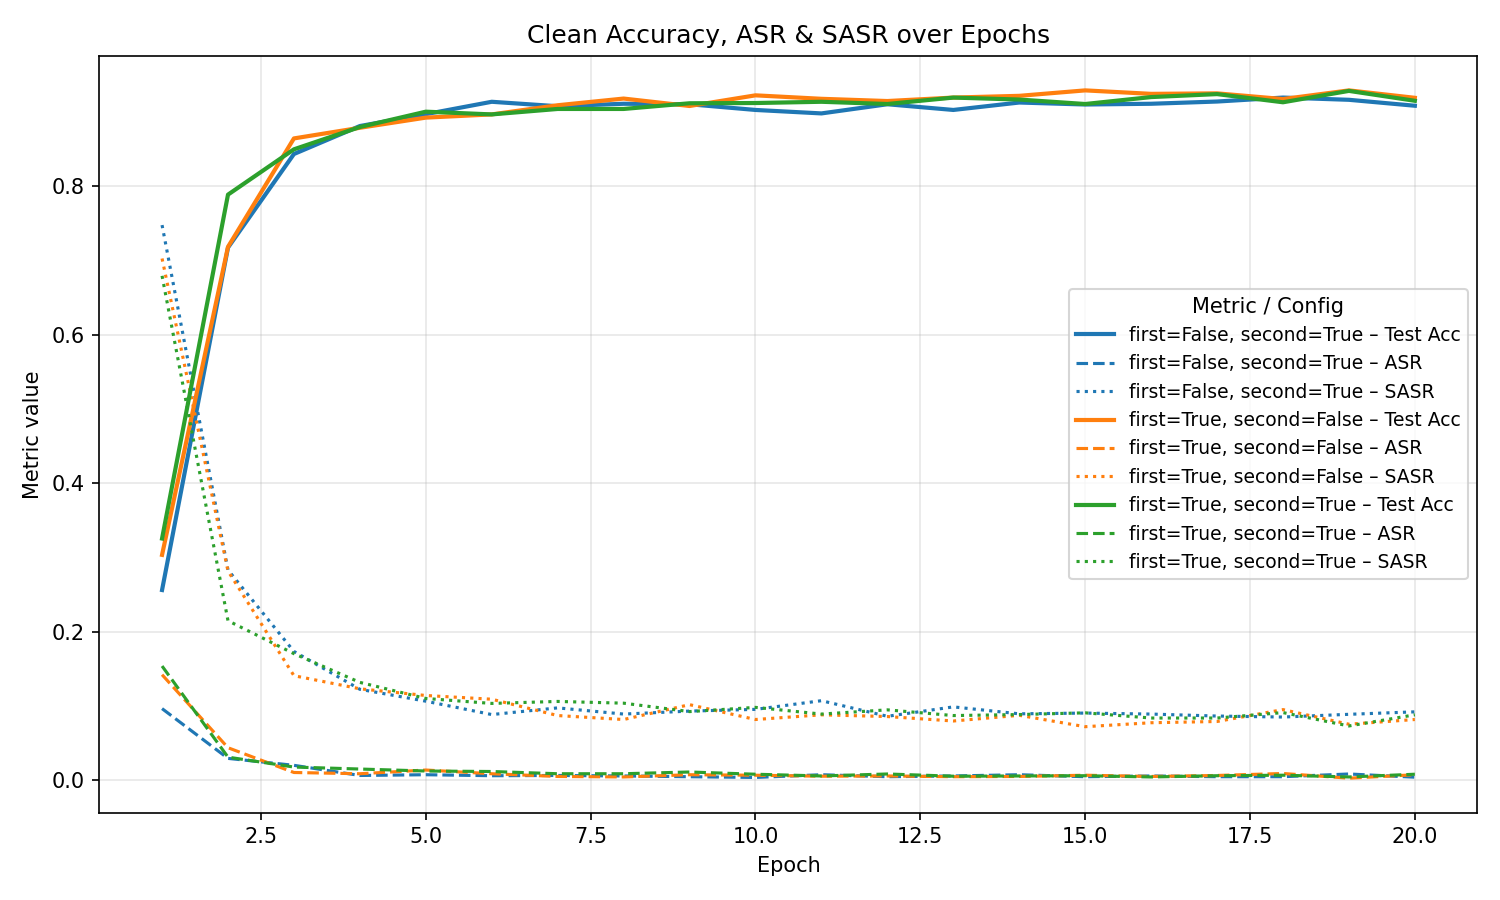 Clean Accuracy, ASR & SASR over Epochs
Metric value
0.8
0.6
0.4
0.2
0.0
Metric / Config
first=False, second=True – Test Acc
first=False, second=True – ASR
first=False, second=True – SASR
first=True, second=False – Test Acc
first=True, second=False – ASR
first=True, second=False – SASR
first=True, second=True – Test Acc
first=True, second=True – ASR
first=True, second=True – SASR
2.5 5.0 7.5 10.0 12.5 15.0 17.5 20.0
Epoch